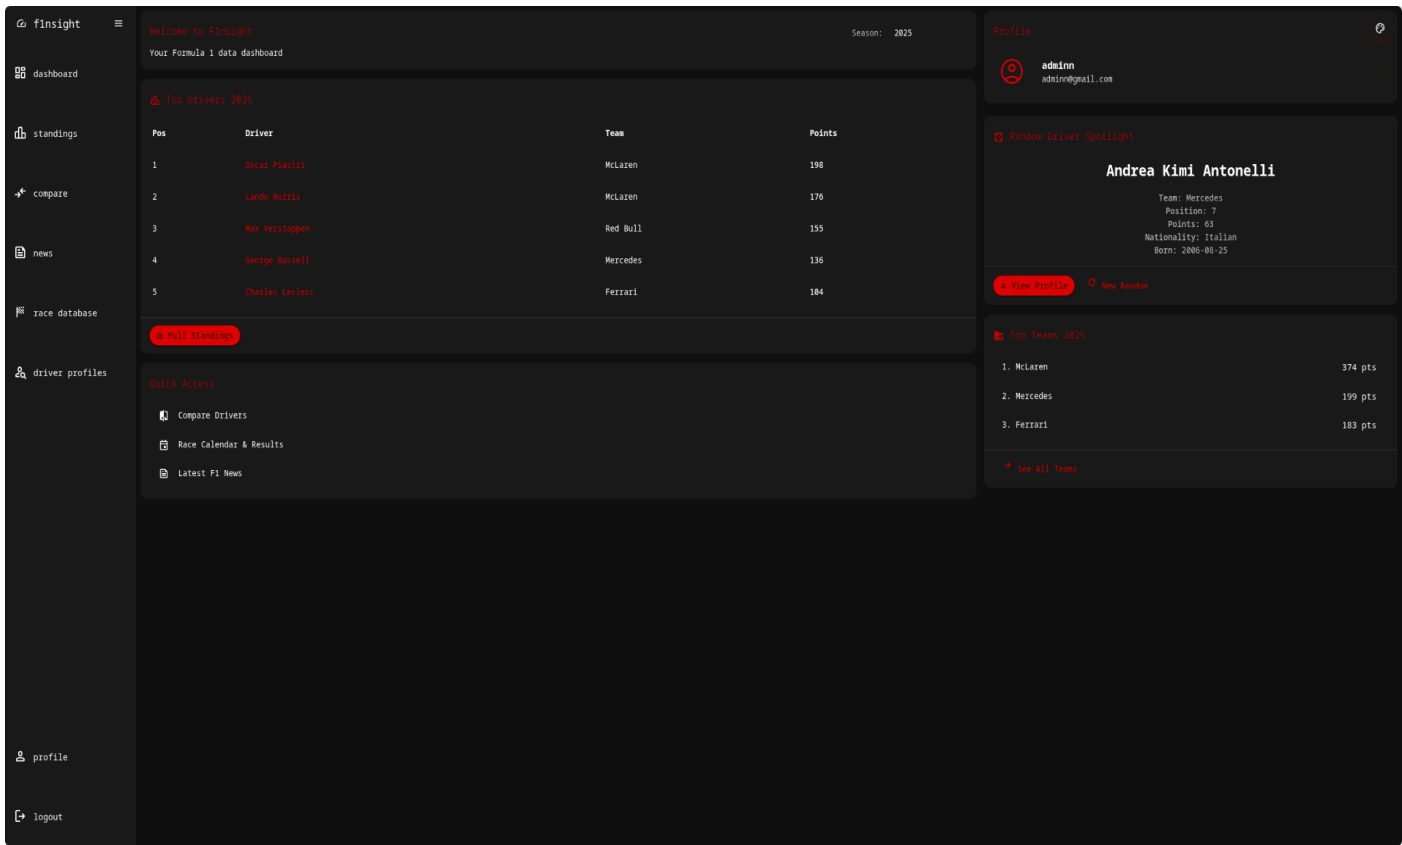 f1nsight
dashboard
standings
compare
news
race database
driver profiles
profile
logout
Welcome to F1nsight
Your Formula 1 data dashboard
Season: 2025
Top Drivers 2025
Pos Driver Team Points
1 Oscar Piastri McLaren 198
2 Lando Norris McLaren 176
3 Max Verstappen Red Bull 155
4 George Russell Mercedes 136
5 Charles Leclerc Ferrari 104
Full Standings
Quick Access
Compare Drivers
Race Calendar & Results
Latest F1 News
Profile
adminn
adminn@gmail.com
Random Driver Spotlight
Andrea Kimi Antonelli
Team: Mercedes
Position: 7
Points: 63
Nationality: Italian
Born: 2006-08-25
View Profile
New Random
Top Teams 2025
1. McLaren 374 pts
2. Mercedes 199 pts
3. Ferrari 183 pts
See All Teams